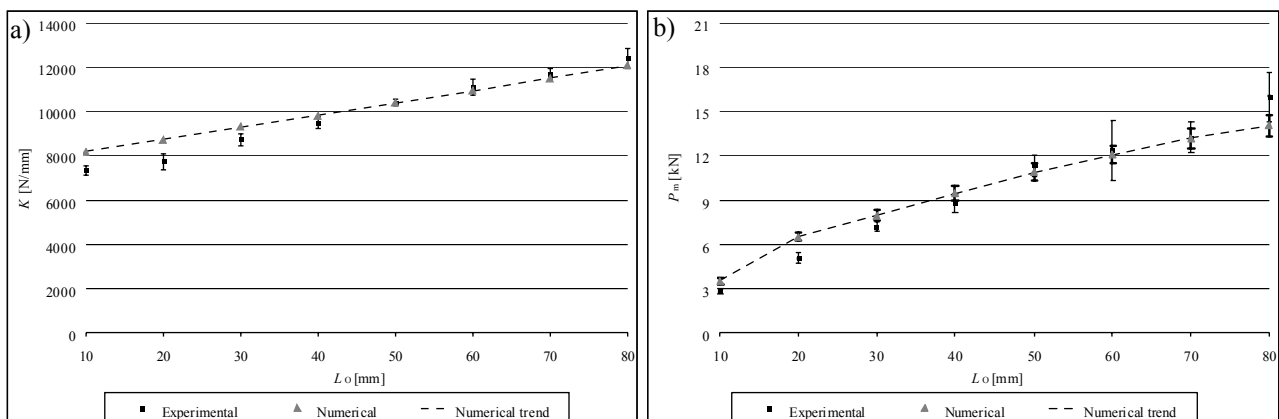 a)
14000
12000
10000
8000
6000
4000
2000
0
K [N/mm]
10 20 30 40 50 60 70 80
LO [mm]
Experimental Numerical Numerical trend
b)
21
18
15
12
9
6
3
0
Pm [kN]
10 20 30 40 50 60 70 80
LO [mm]
Experimental Numerical Numerical trend